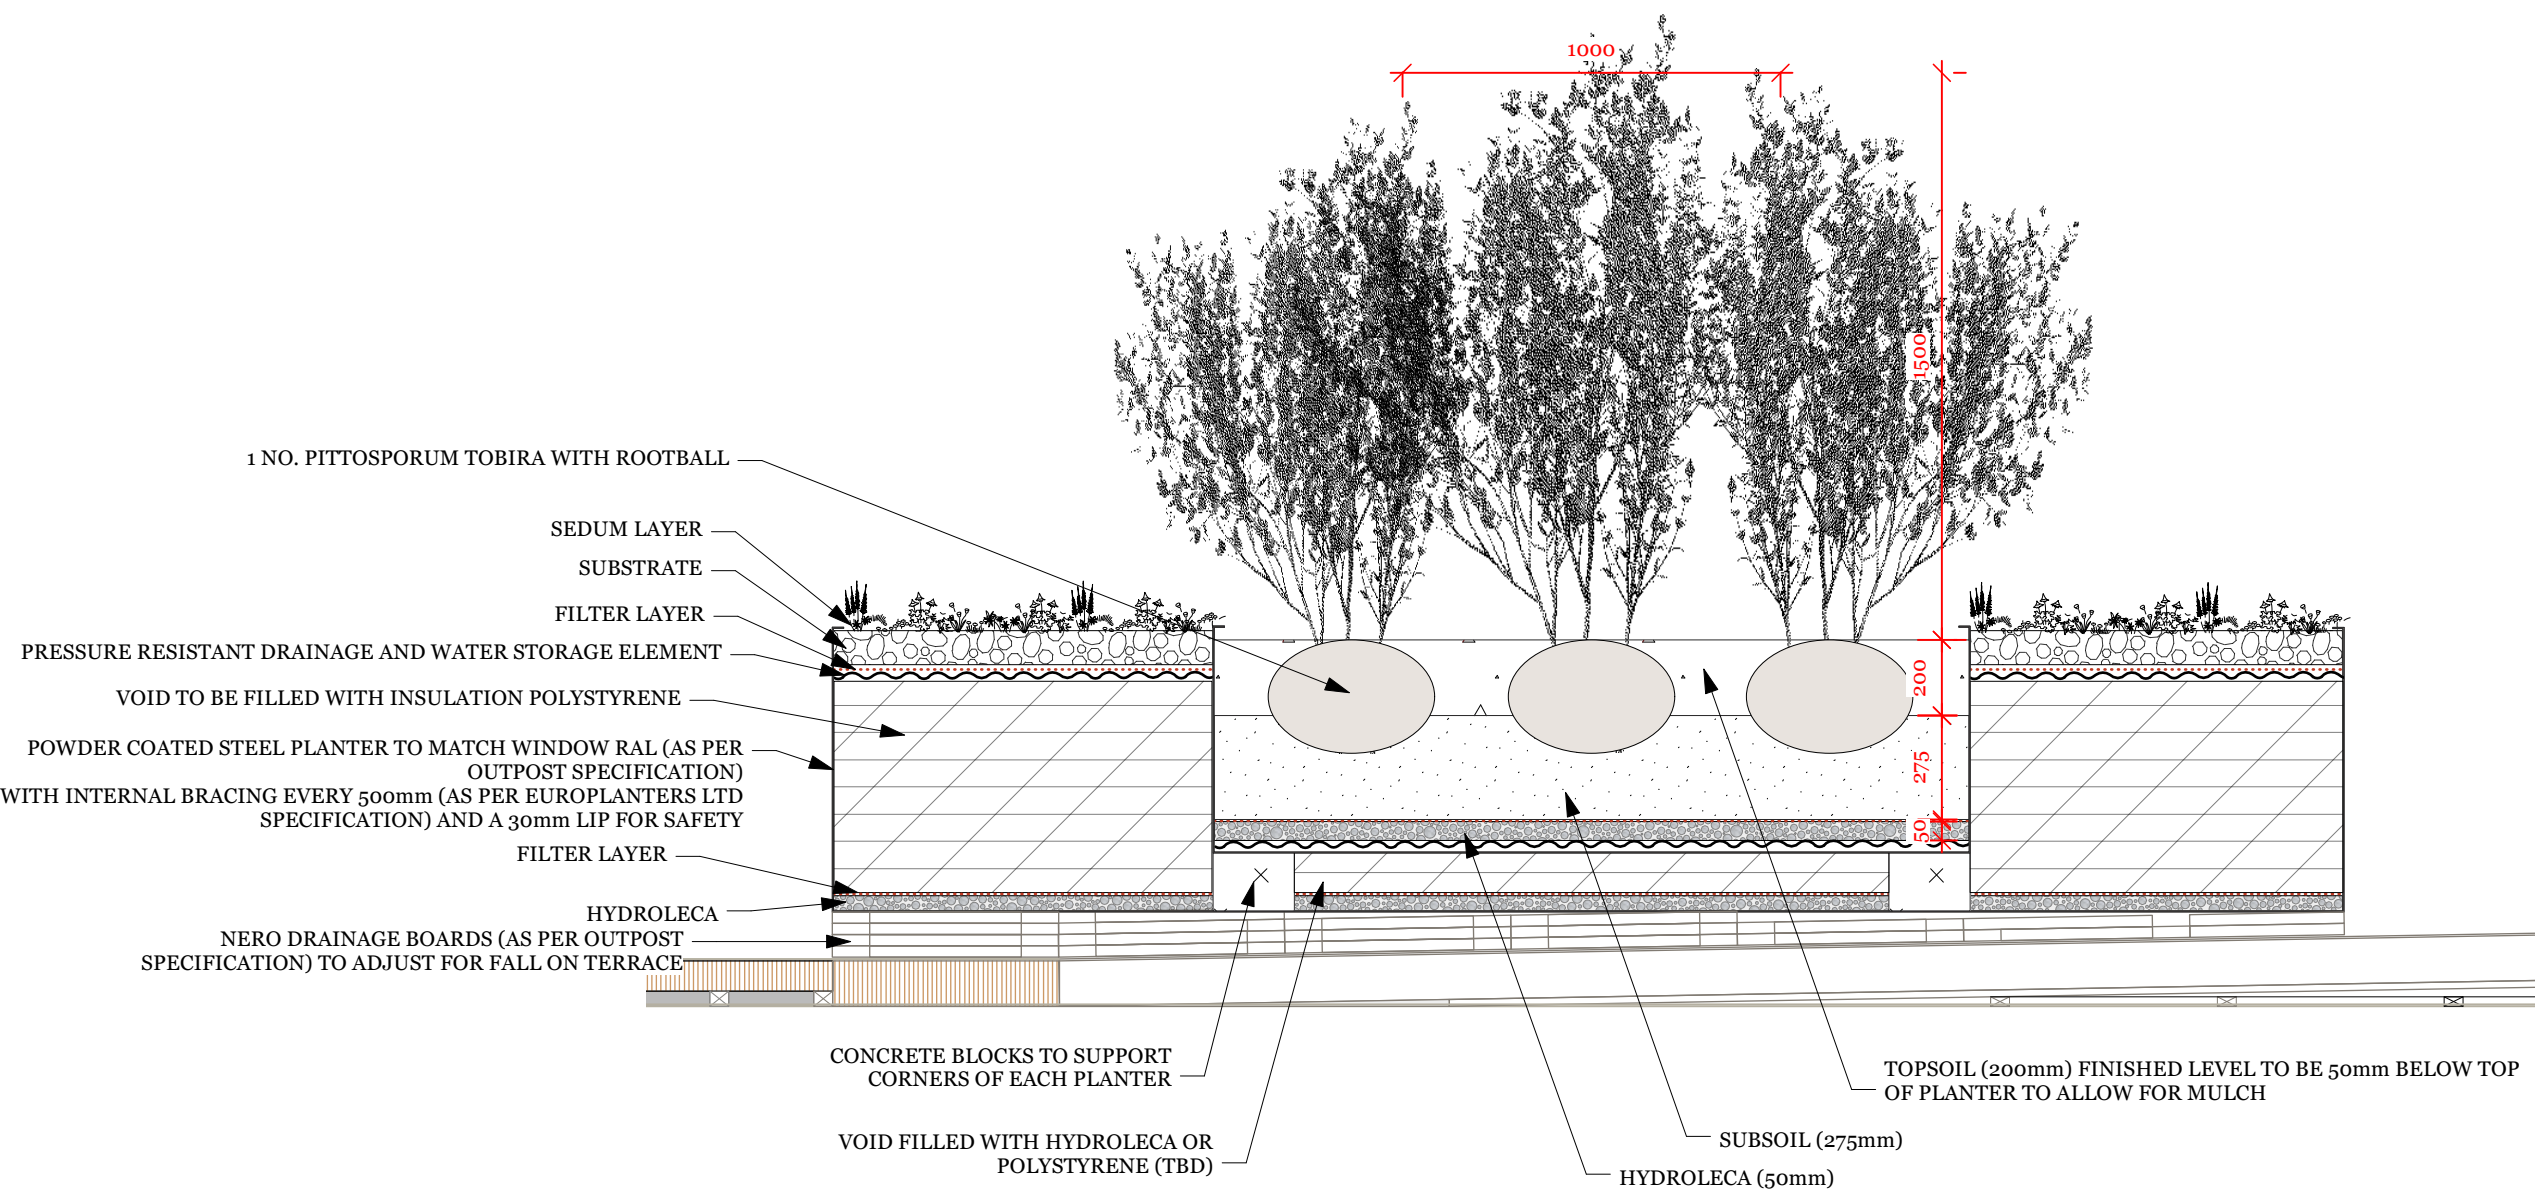 1000
1500
1 NO. PITTOSPORUM TOBIRA WITH ROOTBALL
SEDUM LAYER
SUBSTRATE
FILTER LAYER
PRESSURE RESISTANT DRAINAGE AND WATER STORAGE ELEMENT
VOID TO BE FILLED WITH INSULATION POLYSTYRENE
POWDER COATED STEEL PLANTER TO MATCH WINDOW RAL (AS PER
OUTPOST SPECIFICATION)
WITH INTERNAL BRACING EVERY 500mm (AS PER EUROPLANTERS LTD
SPECIFICATION) AND A 30mm LIP FOR SAFETY
FILTER LAYER
HYDROLECA
NERO DRAINAGE BOARDS (AS PER OUTPOST
SPECIFICATION) TO ADJUST FOR FALL ON TERRACE
200
275
50
CONCRETE BLOCKS TO SUPPORT
CORNERS OF EACH PLANTER
VOID FILLED WITH HYDROLECA OR
POLYSTYRENE (TBD)
TOPSOIL (200mm) FINISHED LEVEL TO BE 50mm BELOW TOP
OF PLANTER TO ALLOW FOR MULCH
SUBSOIL (275mm)
HYDROLECA (50mm)